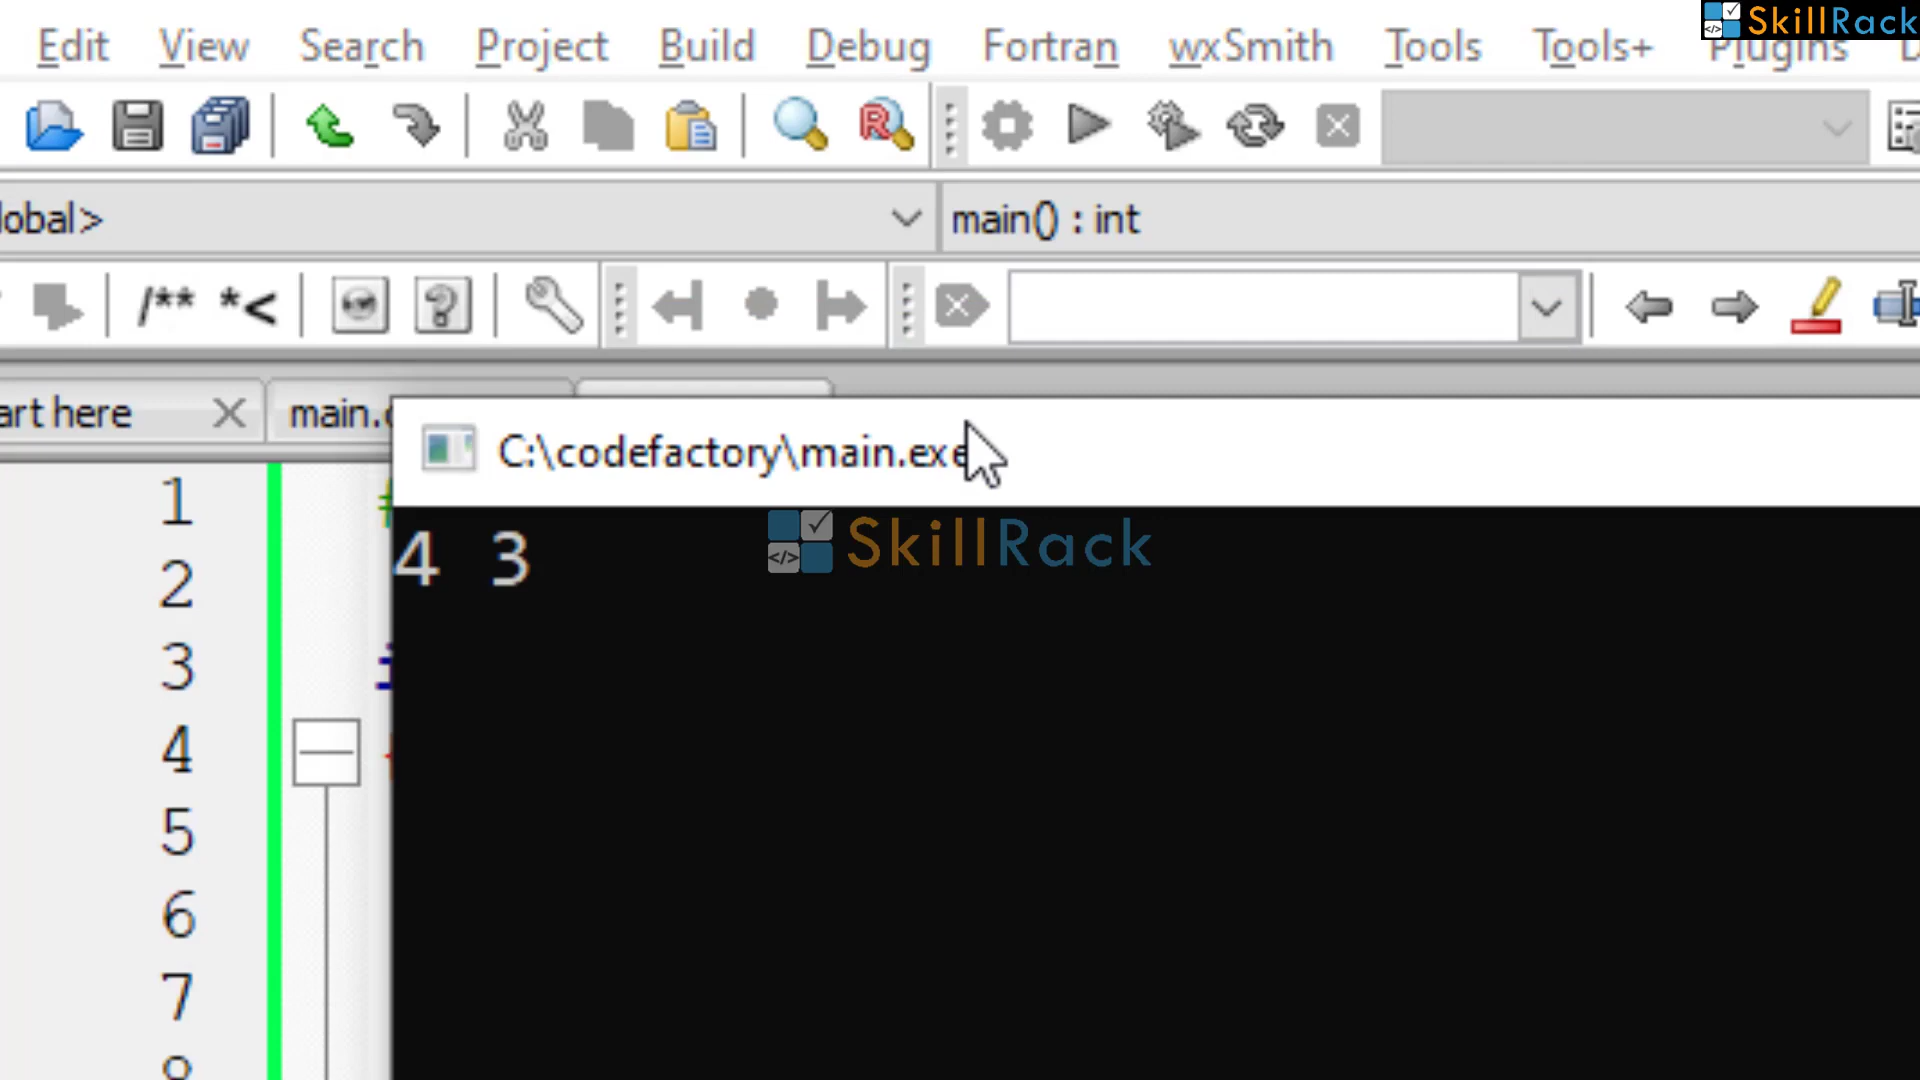 SkillRack
Edit View Search Project Build Debug Fortran wxSmith Tools Tools+ Plugins
lobal> main() : int
/** *<
art here main.c
C:\codefactory\main.exe
SkillRack
4 3
1
2
3
4
5
6
7
8